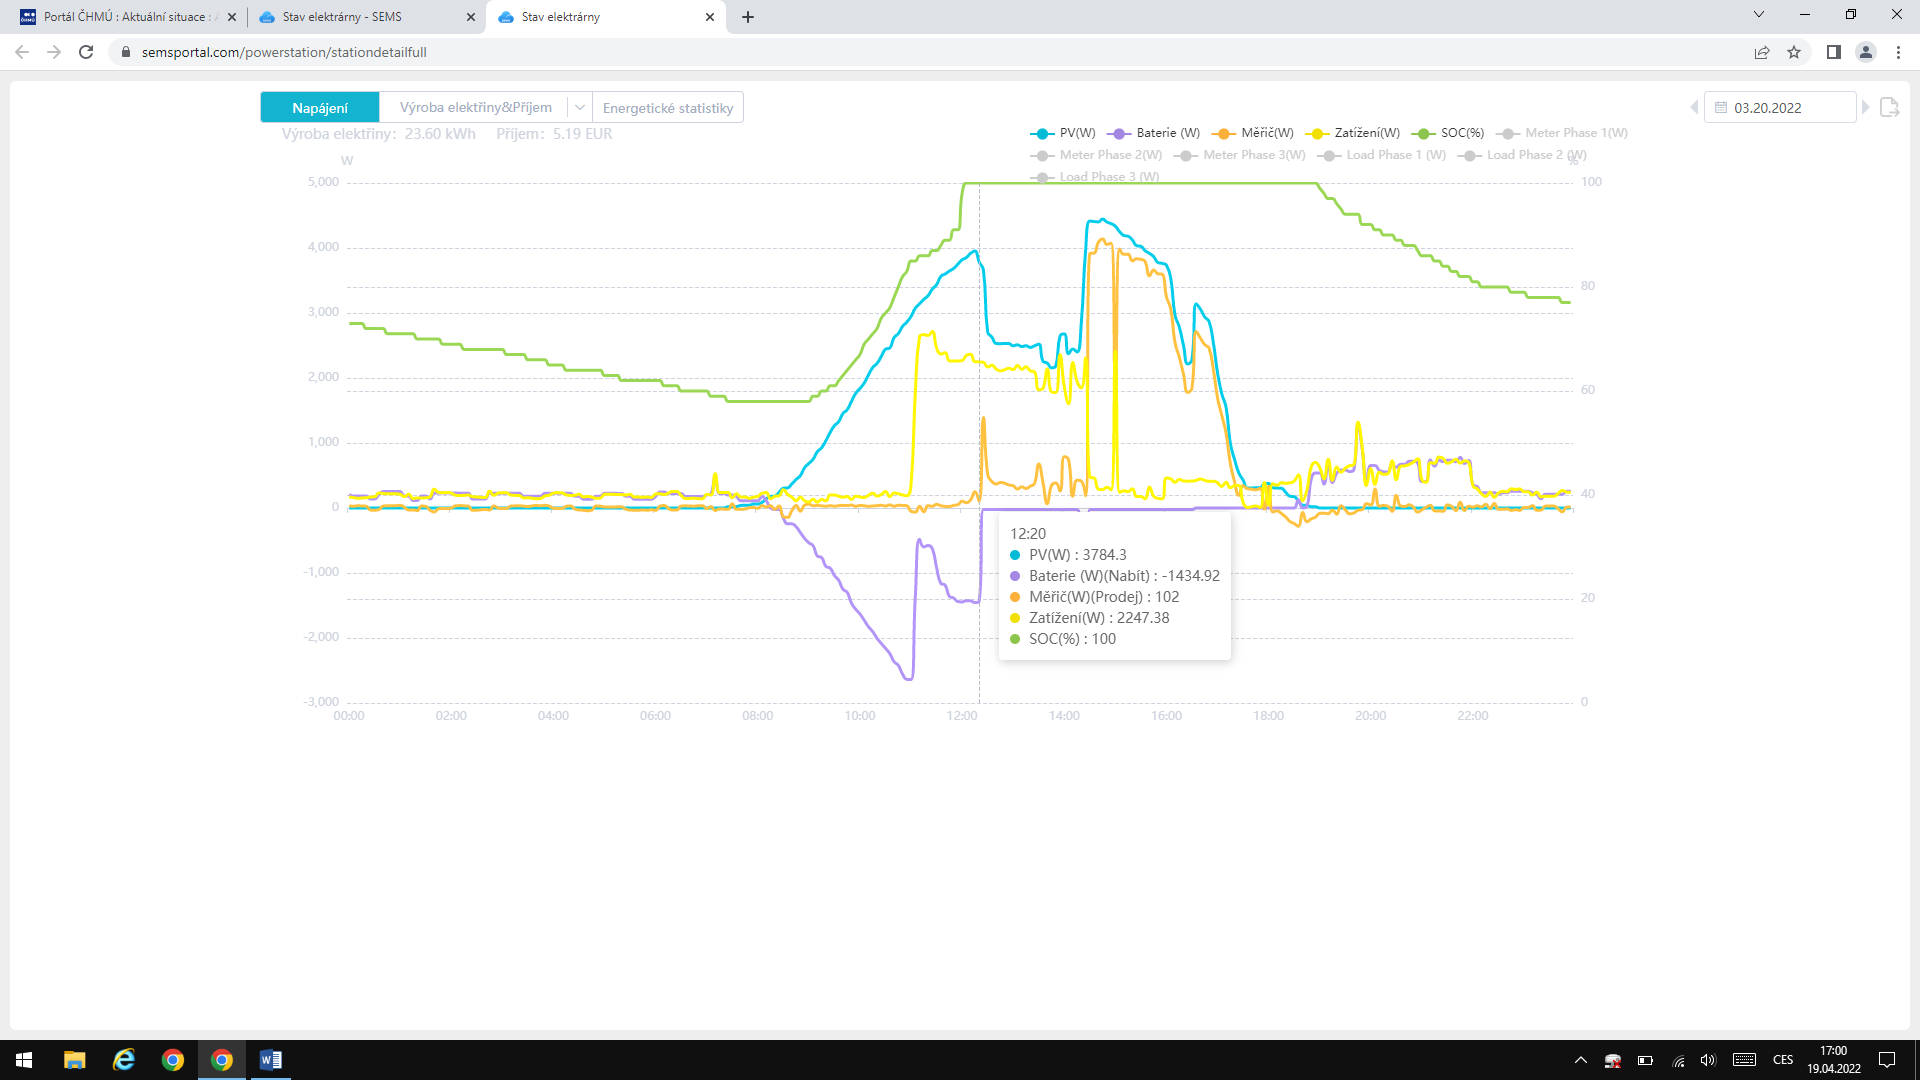 Portál ČHMÚ : Aktuální situace :
Stav elektrárny - SEMS
Stav elektrárny
semsportal.com/powerstation/stationdetailfull
Napájení
Výroba elektřiny&Příjem
Energetické statistiky
03.20.2022
Výroba elektřiny: 23.60 kWh Příjem: 5.19 EUR
PV(W) Baterie (W) Měřič(W) Zatížení(W) SOC(%) Meter Phase 1(W)
Meter Phase 2(W) Meter Phase 3(W) Load Phase 1 (W) Load Phase 2 (W)
Load Phase 3 (W)
W
%
5,000
4,000
3,000
2,000
1,000
0
-1,000
-2,000
-3,000
100
80
60
40
20
0
12:20
PV(W) : 3784.3
Baterie (W)(Nabít) : -1434.92
Měřič(W)(Prodej) : 102
Zatížení(W) : 2247.38
SOC(%) : 100
00:00 02:00 04:00 06:00 08:00 10:00 12:00 14:00 16:00 18:00 20:00 22:00
CES
17:00
19.04.2022